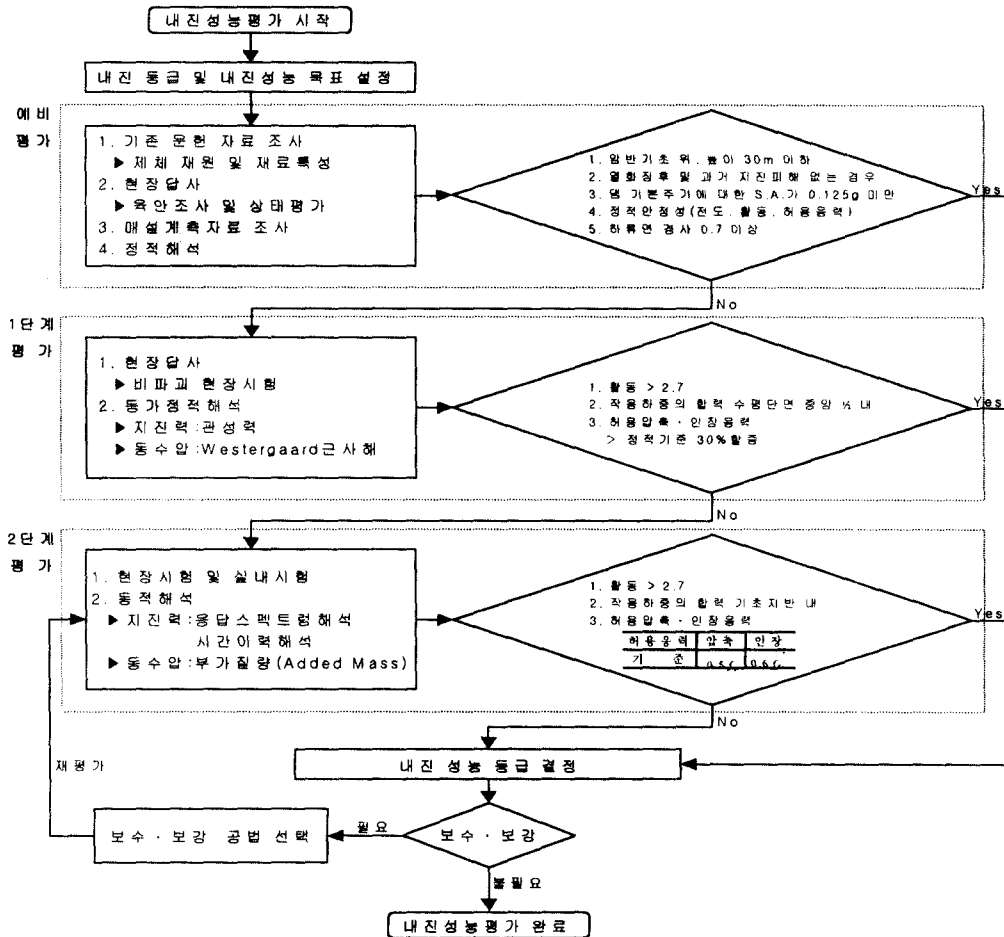 내진성능평가 시작
내진 등급 및 내진성능 목표 설정
예비
평가
1. 기존 문헌 자료 조사
▶ 제체 재원 및 재료특성
2. 현장답사
▶ 육안조사 및 상태평가
3. 매설계측자료 조사
4. 정적해석
1. 암반기초 위, 높이 30m 이하
2. 열화징후 및 과거 지진피해 없는 경우
3. 댐 기본주기에 대한 S.A.가 0.125g 미만
4. 정적안정성(전도, 활동, 허용응력)
5. 하류면 경사 0.7 이상
Yes
No
1단계
평가
1. 현장답사
▶ 비파괴 현장시험
2. 등가정적해석
▶ 지진력:관성력
▶ 동수압:Westergaard근사해
1. 활동 > 2.7
2. 작용하중의 합력 수평단면 중앙 ½ 내
3. 허용압축·인장응력
> 정적기준 30%할증
Yes
No
2단계
평가
1. 현장시험 및 실내시험
2. 동적해석
▶ 지진력:응답스펙트럼해석
시간이력해석
▶ 동수압:부가질량(Added Mass)
1. 활동 > 2.7
2. 작용하중의 합력 기초지반 내
3. 허용압축·인장응력
허용응력 압축 인장
기 준
Yes
No
내진 성능 등급 결정
재평가
보수·보강 공법 선택
필요
보수·보강
불필요
내진성능평가 완료